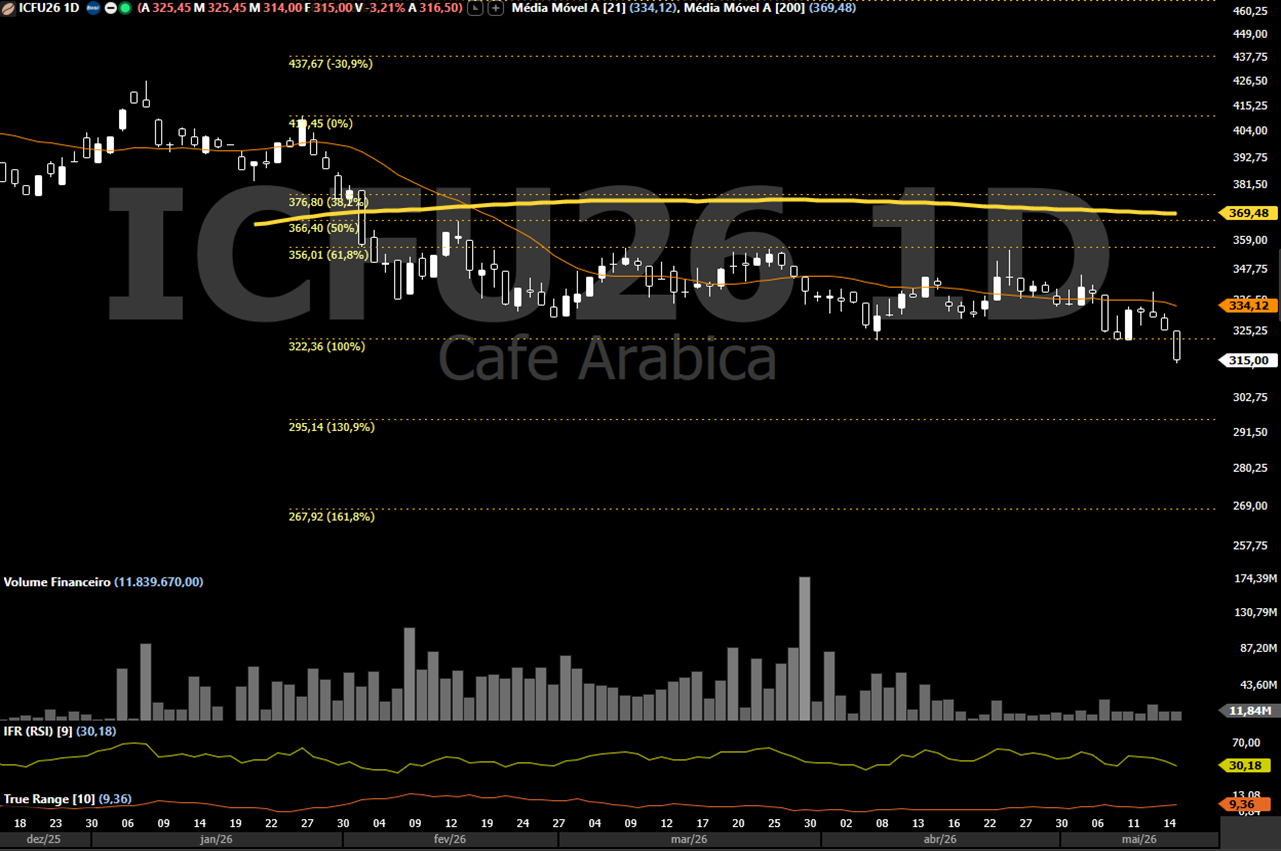 ICFU26 1D (A 325,45 M 325,45 M 314,00 F 315,00 V -3,21% A 316,50) Média Móvel A [21] (334,12), Média Móvel A [200] (369,48)
460,25
449,00
437,67 (-30,9%)
437,75
426,50
415,25
,45 (0%)
404,00
392,75
381,50
ICFU26 1D
376,80 (38,2%)
369,48
366,40 (50%)
359,00
356,01 (61,8%)
347,75
334,12
325,25
Cafe Arabica
322,36 (100%)
315,00
302,75
295,14 (130,9%)
291,50
280,25
269,00
267,92 (161,8%)
257,75
Volume Financeiro (11.839.670,00)
174,39M
130,79M
87,20M
43,60M
11,84M
IFR (RSI) [9] (30,18)
70,00
30,18
True Range [10] (9,36)
13,08
9,36
18 23 30 06 09 14 19 22 27 04 09 12 19 24 27 04 09 12 17 20 25 30 02 08 13 16 22 27 30 06 11 14
dez/25 jan/26 fev/26 mar/26 abr/26 mai/26